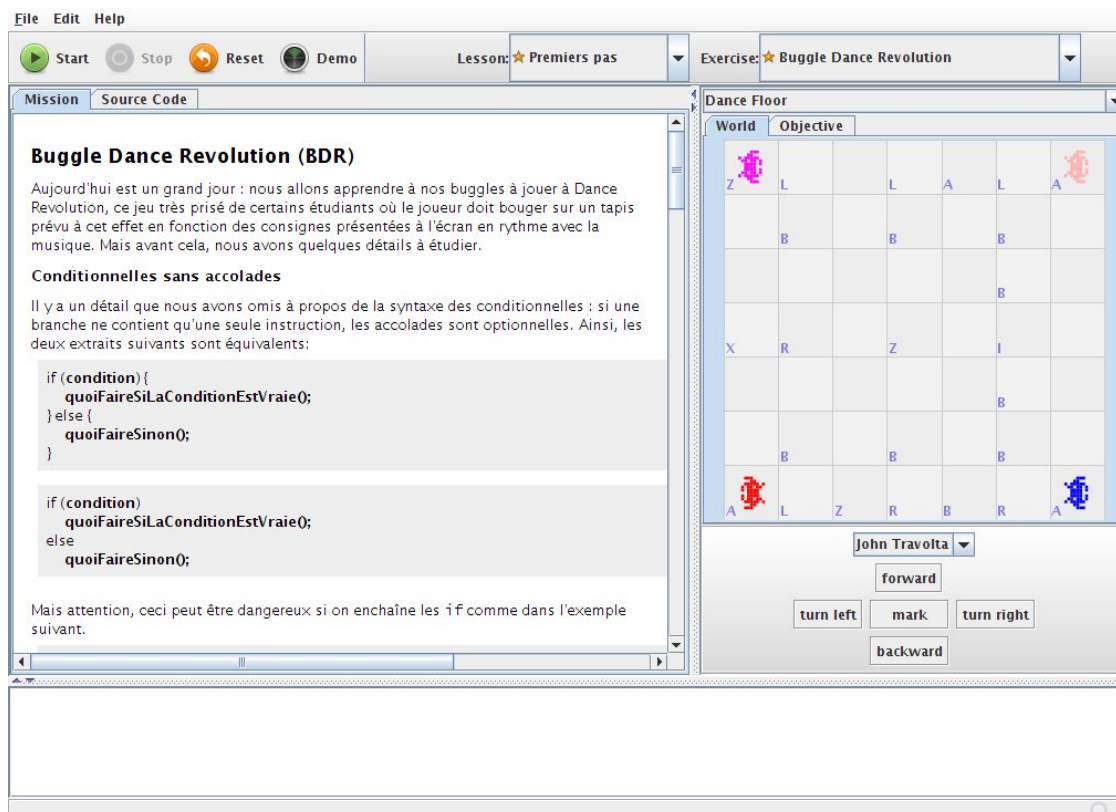 File Edit Help
Start Stop Reset Demo Lesson: Premiers pas Exercise: Buggle Dance Revolution
Mission Source Code
Buggle Dance Revolution (BDR)
Aujourd'hui est un grand jour : nous allons apprendre à nos buggles à jouer à Dance
Revolution, ce jeu très prisé de certains étudiants où le joueur doit bouger sur un tapis
prévu à cet effet en fonction des consignes présentées à l'écran en rythme avec la
musique. Mais avant cela, nous avons quelques détails à étudier.
Conditionnelles sans accolades
Il y a un détail que nous avons omis à propos de la syntaxe des conditionnelles : si une
branche ne contient qu'une seule instruction, les accolades sont optionnelles. Ainsi, les
deux extraits suivants sont équivalents:
if (condition) {
quoiFaireSiLaConditionEstVraie();
} else {
quoiFaireSinon();
}
if (condition)
quoiFaireSiLaConditionEstVraie();
else
quoiFaireSinon();
Mais attention, ceci peut être dangereux si on enchaîne les if comme dans l'exemple
suivant.
Dance Floor
World Objective
Z L L A L A
B B B
B
X R Z I
B
B B B
A L Z R B R A
John Travolta
forward
turn left mark turn right
backward